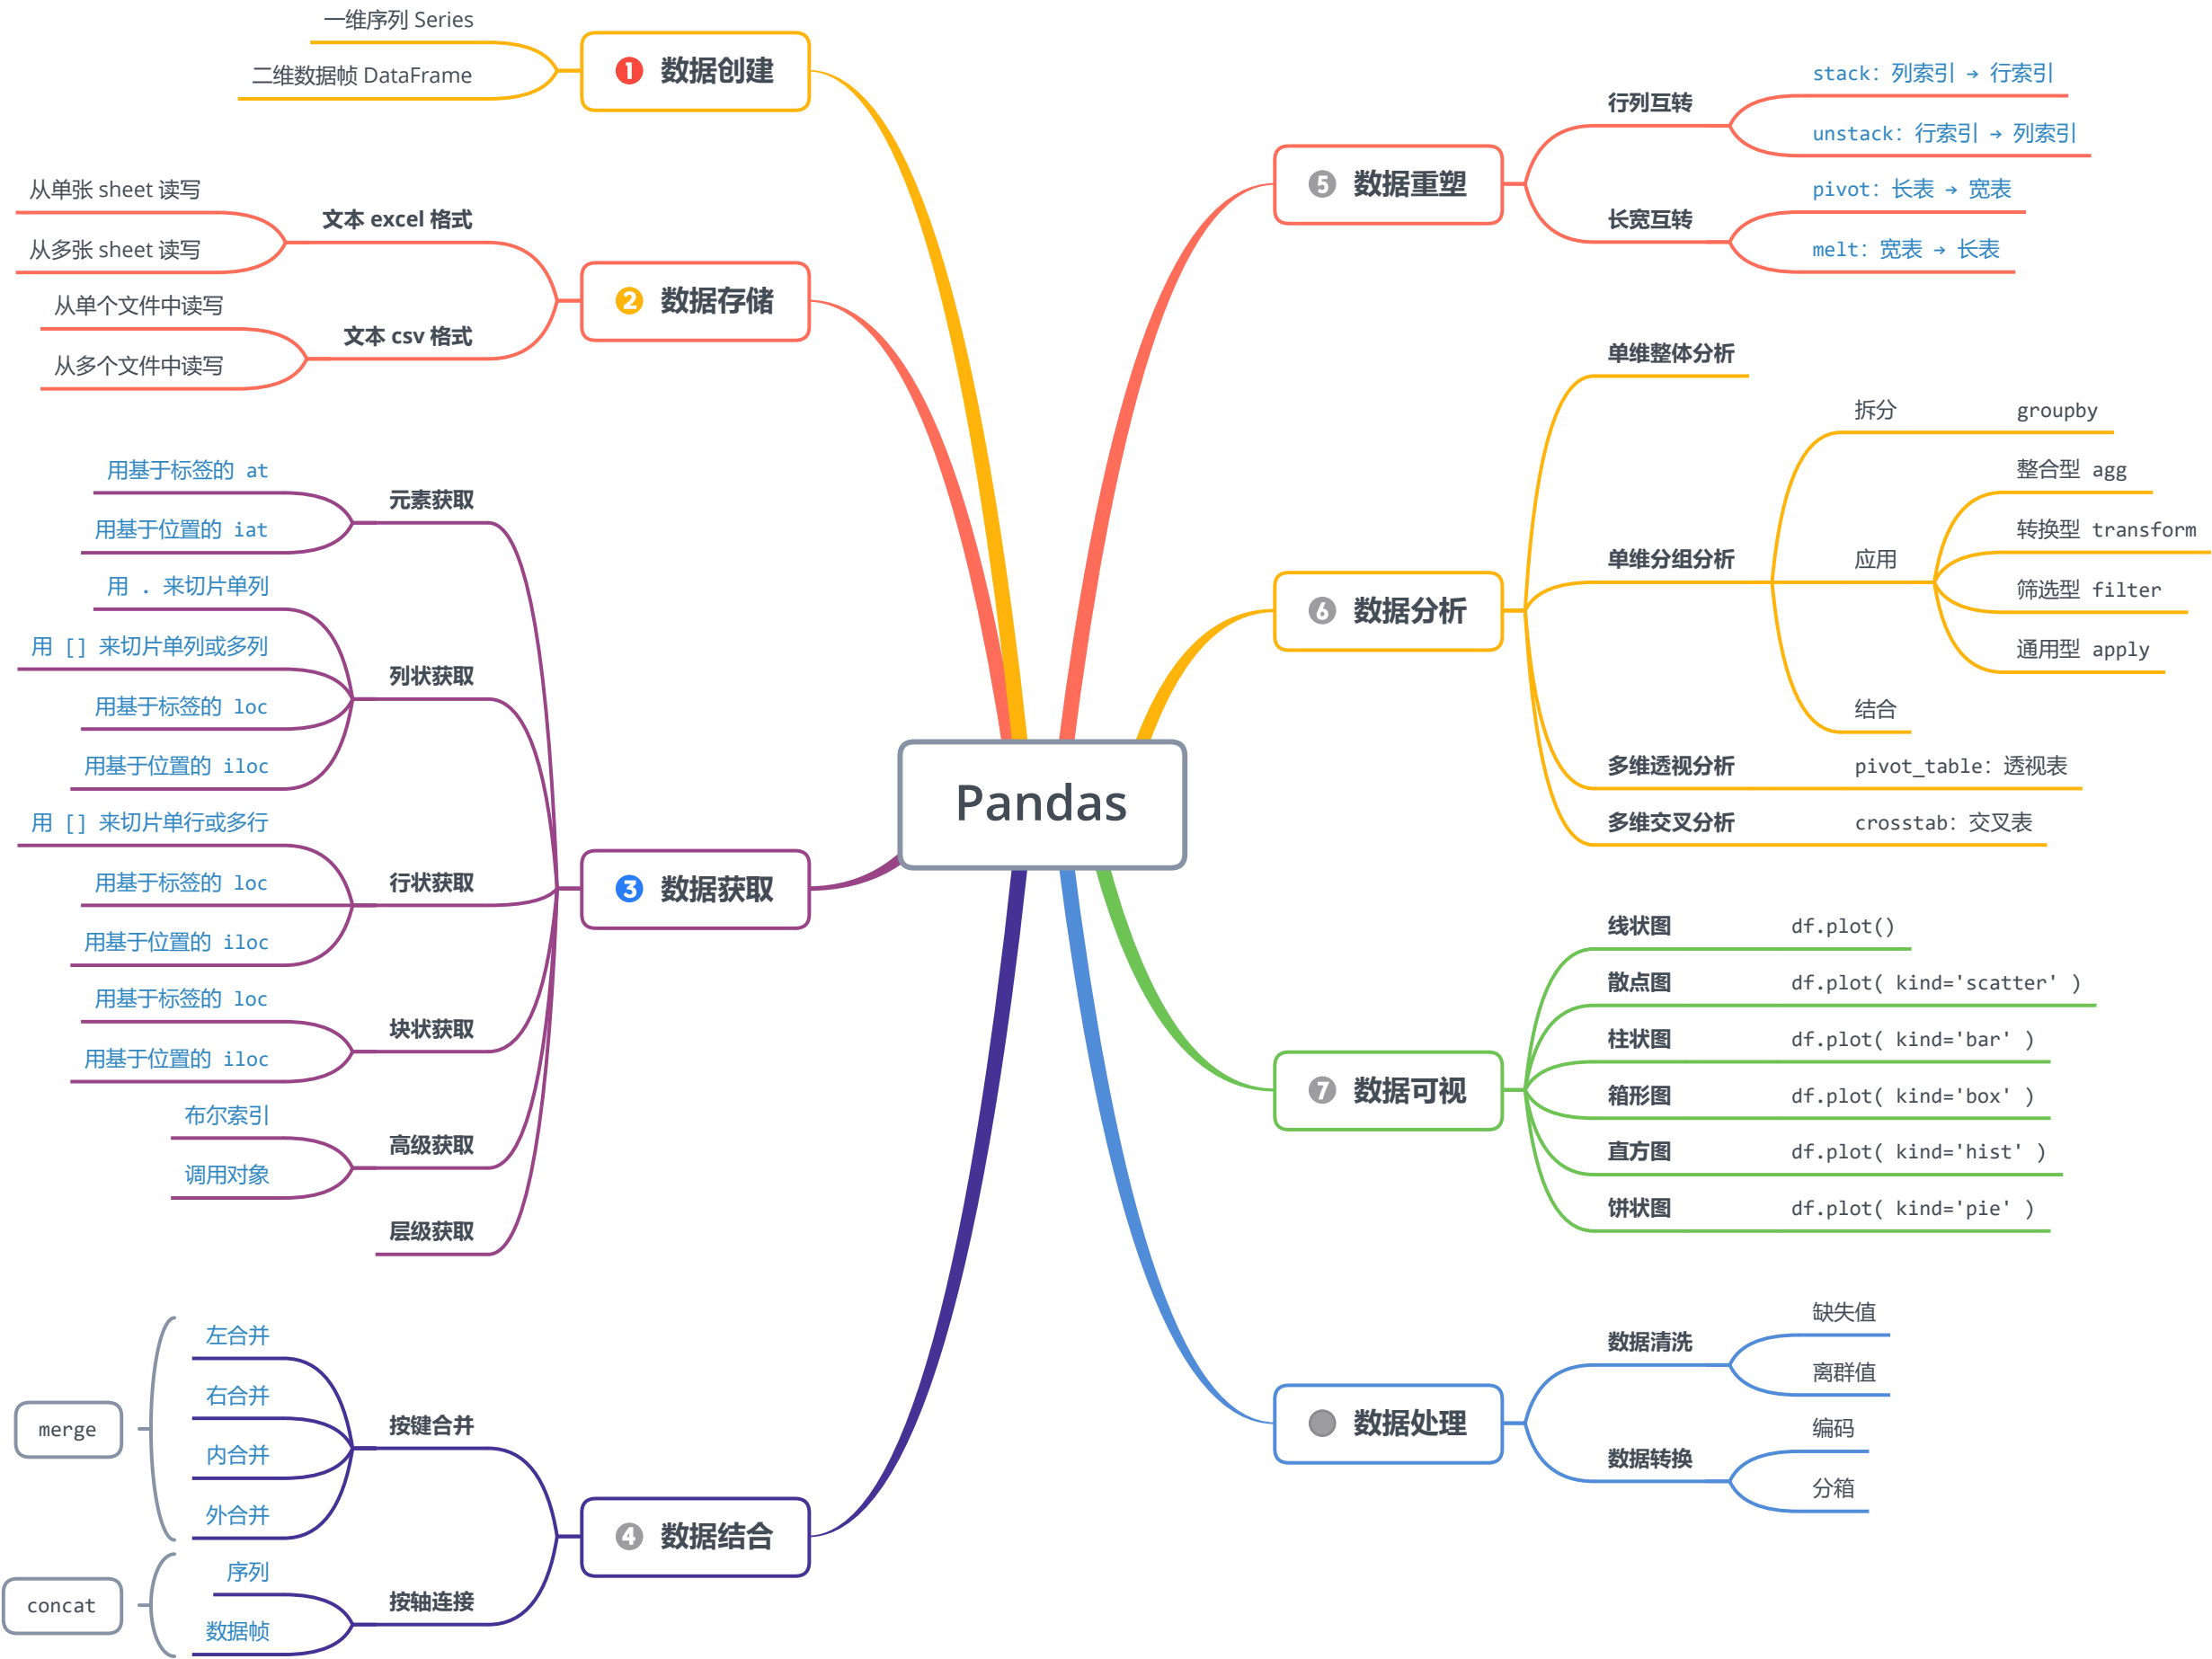 Pandas
1 数据创建
一维序列 Series
二维数据帧 DataFrame
2 数据存储
文本 excel 格式
从单张 sheet 读写
从多张 sheet 读写
文本 csv 格式
从单个文件中读写
从多个文件中读写
3 数据获取
元素获取
用基于标签的 at
用基于位置的 iat
列状获取
用 . 来切片单列
用 [] 来切片单列或多列
用基于标签的 loc
用基于位置的 iloc
行状获取
用 [] 来切片单行或多行
用基于标签的 loc
用基于位置的 iloc
块状获取
用基于标签的 loc
用基于位置的 iloc
高级获取
布尔索引
调用对象
层级获取
4 数据结合
按键合并
左合并
右合并
内合并
外合并
merge
按轴连接
序列
数据帧
concat
5 数据重塑
行列互转
stack: 列索引 → 行索引
unstack: 行索引 → 列索引
长宽互转
pivot: 长表 → 宽表
melt: 宽表 → 长表
6 数据分析
单维整体分析
单维分组分析
拆分 groupby
应用
整合型 agg
转换型 transform
筛选型 filter
通用型 apply
结合
多维透视分析 pivot_table: 透视表
多维交叉分析 crosstab: 交叉表
7 数据可视
线状图 df.plot()
散点图 df.plot( kind='scatter' )
柱状图 df.plot( kind='bar' )
箱形图 df.plot( kind='box' )
直方图 df.plot( kind='hist' )
饼状图 df.plot( kind='pie' )
数据处理
数据清洗
缺失值
离群值
数据转换
编码
分箱